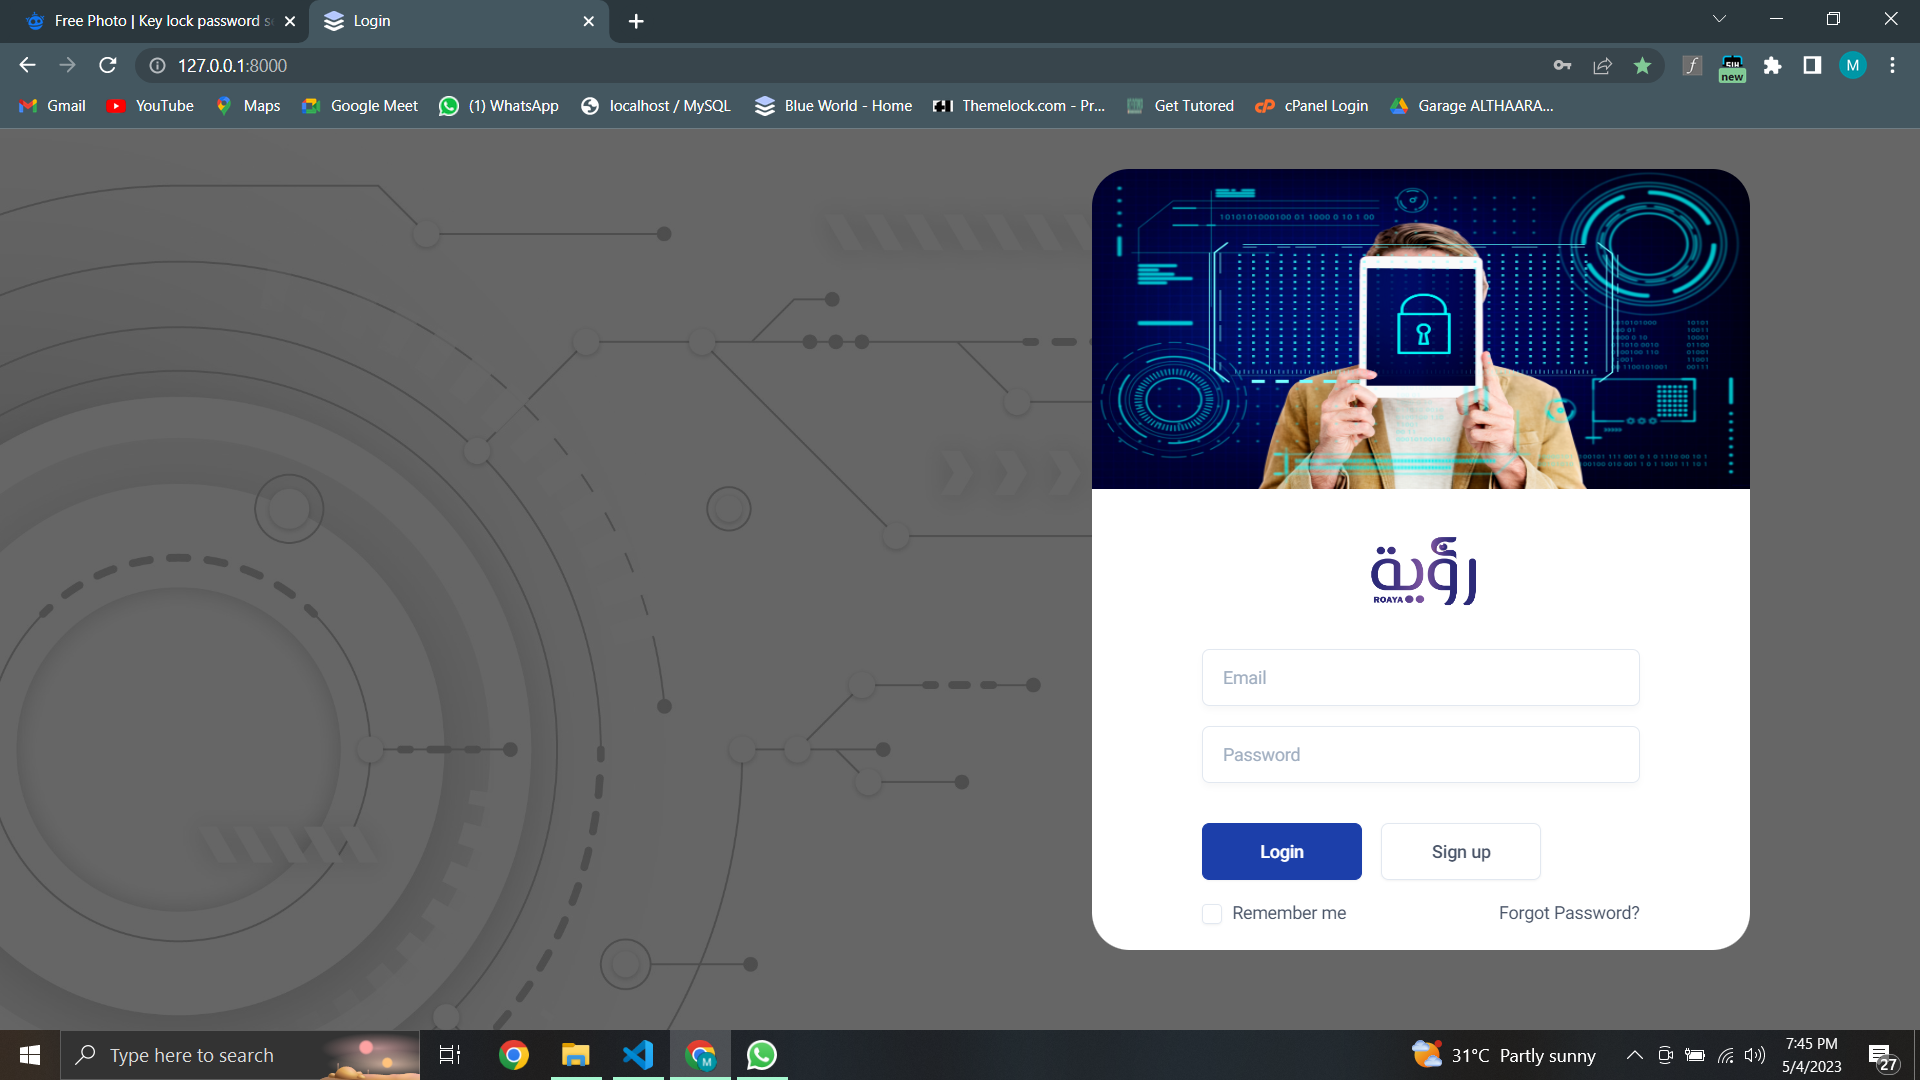 Free Photo | Key lock password s
Login
127.0.0.1:8000
new
M
Gmail
YouTube
Maps
Google Meet
(1) WhatsApp
localhost / MySQL
Blue World - Home
Themelock.com - Pr...
Get Tutored
cPanel Login
Garage ALTHAARA...
رؤية
ROAYA
Email
Password
Login
Sign up
Remember me
Forgot Password?
Type here to search
31°C Partly sunny
7:45 PM
5/4/2023
27